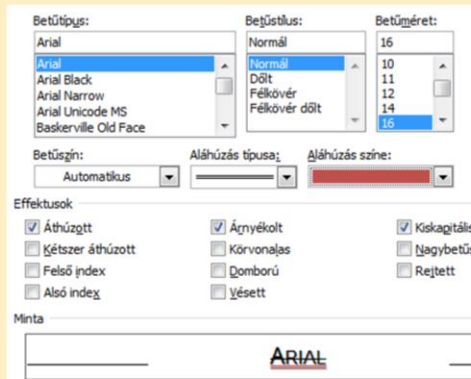 Betűtípus: Betűstílus: Betűméret:
Arial Normál 16
Arial Normál 10
Arial Black Dőlt 11
Arial Narrow Félkövér 12
Arial Unicode MS Félkövér dőlt 14
Baskerville Old Face 16
Betűszín: Aláhúzás típusa: Aláhúzás színe:
Automatikus
Effektusok
Áthúzott Árnyékolt Kiskapitális
Kétszer áthúzott Körvonalas Nagybetűs
Felső index Domború Rejtett
Alsó index Vésett
Minta
ARIAL